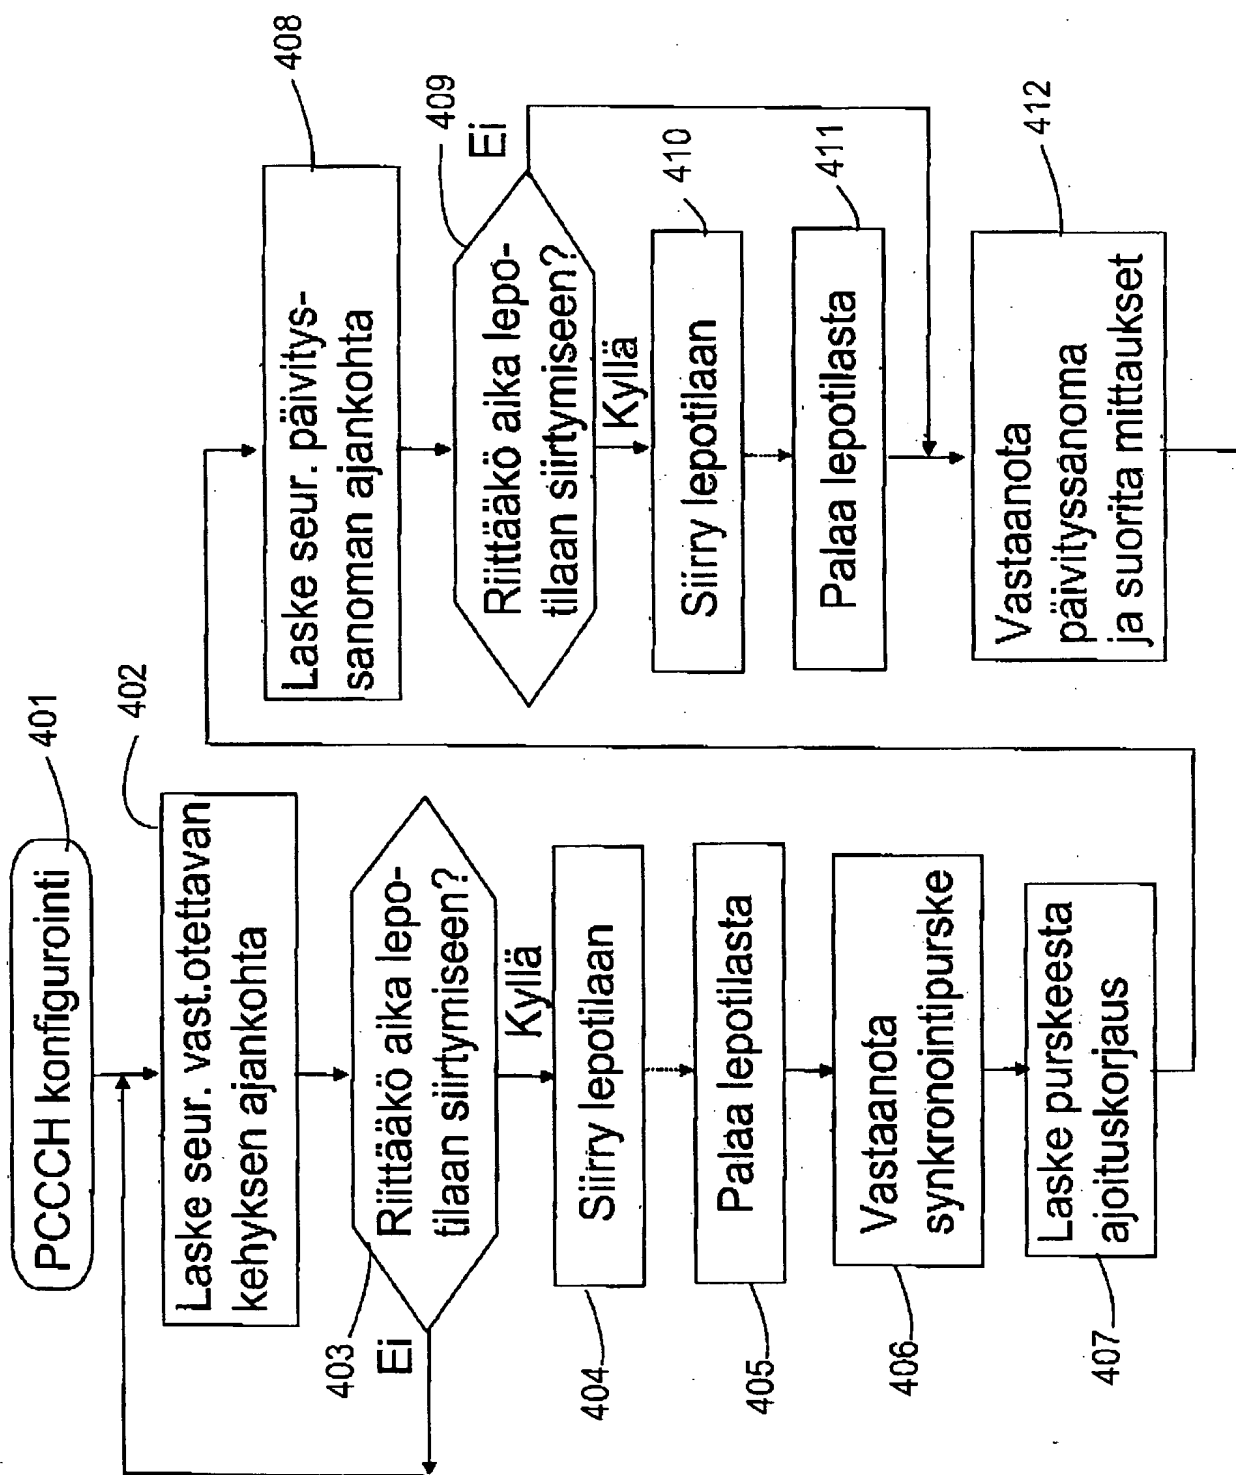 PCCCH konfigurointi
401
402
Laske seur. vast.otettavan
kehyksen ajankohta
403
Riittääkö aika lepo-
tilaan siirtymiseen?
Ei
Kyllä
Siirry lepotilaan
404
Palaa lepotilasta
405
Vastaanota
synkronointipurske
406
Laske purskeesta
ajoituskorjaus
407
408
Laske seur. päivitys-
sanoman ajankohta
409
Riittääkö aika lepo-
tilaan siirtymiseen?
Ei
Kyllä
410
Siirry lepotilaan
411
Palaa lepotilasta
412
Vastaanota
päivityssanoma
ja suorita mittaukset